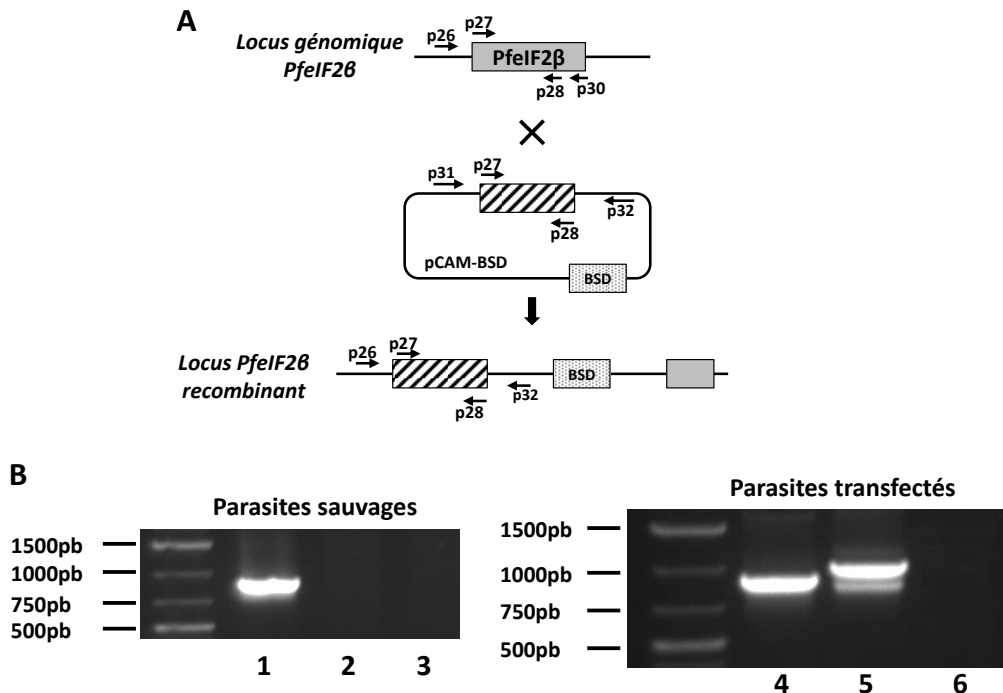 A
Locus génomique
PfeIF2β
p26
p27
PfeIF2β
p28
p30
p31
p27
p28
p32
pCAM-BSD
BSD
Locus PfeIF2β
recombinant
p26
p27
p28
p32
BSD
B
Parasites sauvages
1500pb
1000pb
750pb
500pb
1
2
3
Parasites transfectés
1500pb
1000pb
750pb
500pb
4
5
6